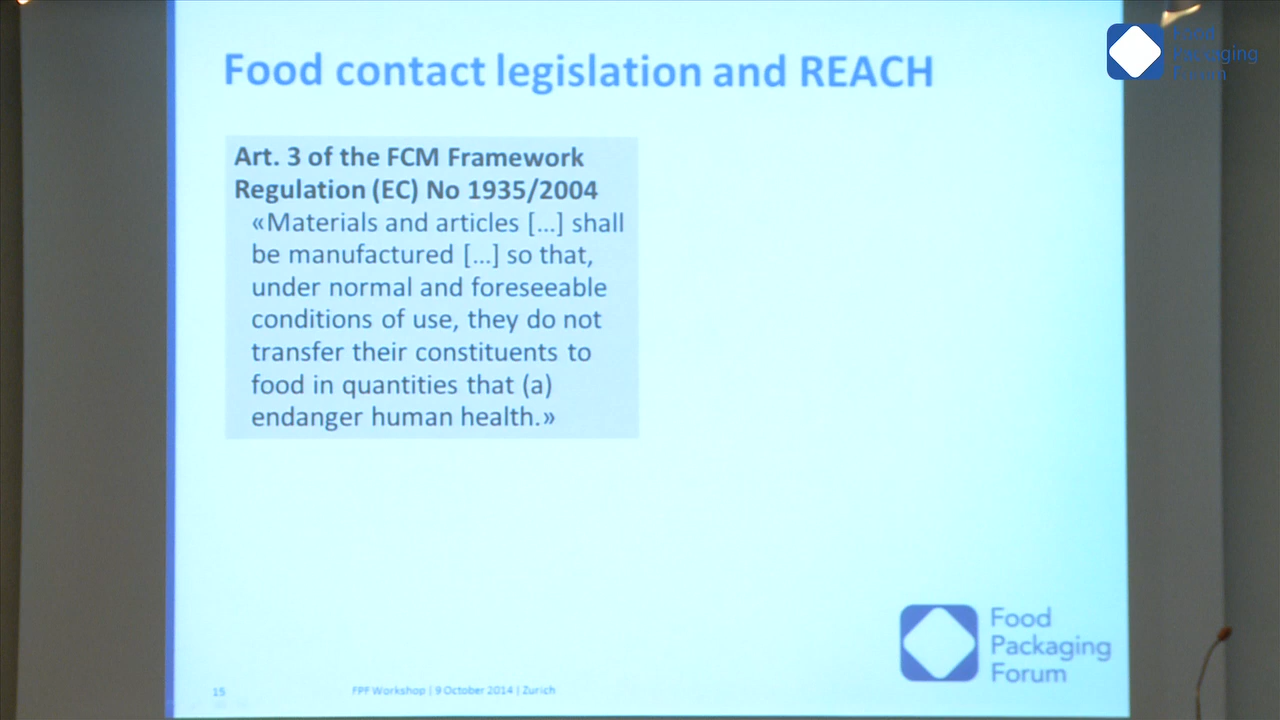 Food contact legislation and REACH
Food
Packaging
Forum
Art. 3 of the FCM Framework
Regulation (EC) No 1935/2004
«Materials and articles [...] shall
be manufactured [...] so that,
under normal and foreseeable
conditions of use, they do not
transfer their constituents to
food in quantities that (a)
endanger human health.»
Food
Packaging
Forum
15
FPF Workshop | 9 October 2014 | Zurich